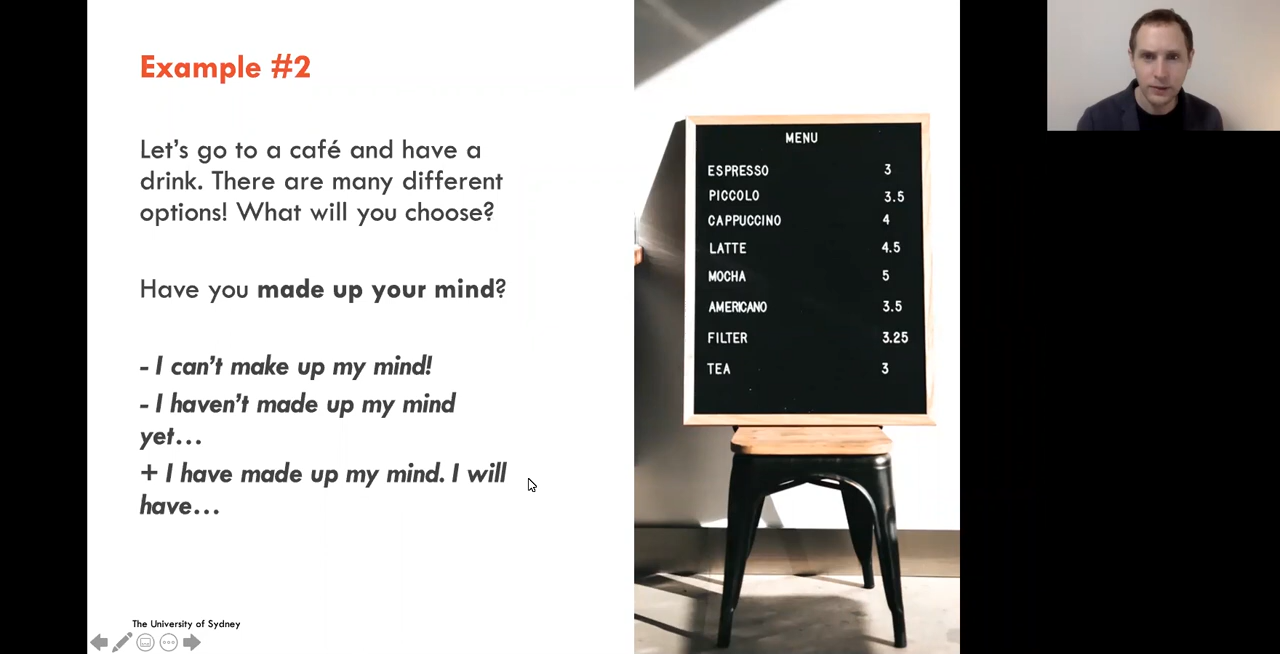 Example #2
Let's go to a café and have a
drink. There are many different
options! What will you choose?
Have you made up your mind?
- I can't make up my mind!
- I haven't made up my mind
yet...
+ I have made up my mind. I will
have...
The University of Sydney
MENU
ESPRESSO 3
PICCOLO 3.5
CAPPUCCINO 4
LATTE 4.5
MOCHA 5
AMERICANO 3.5
FILTER 3.25
TEA 3